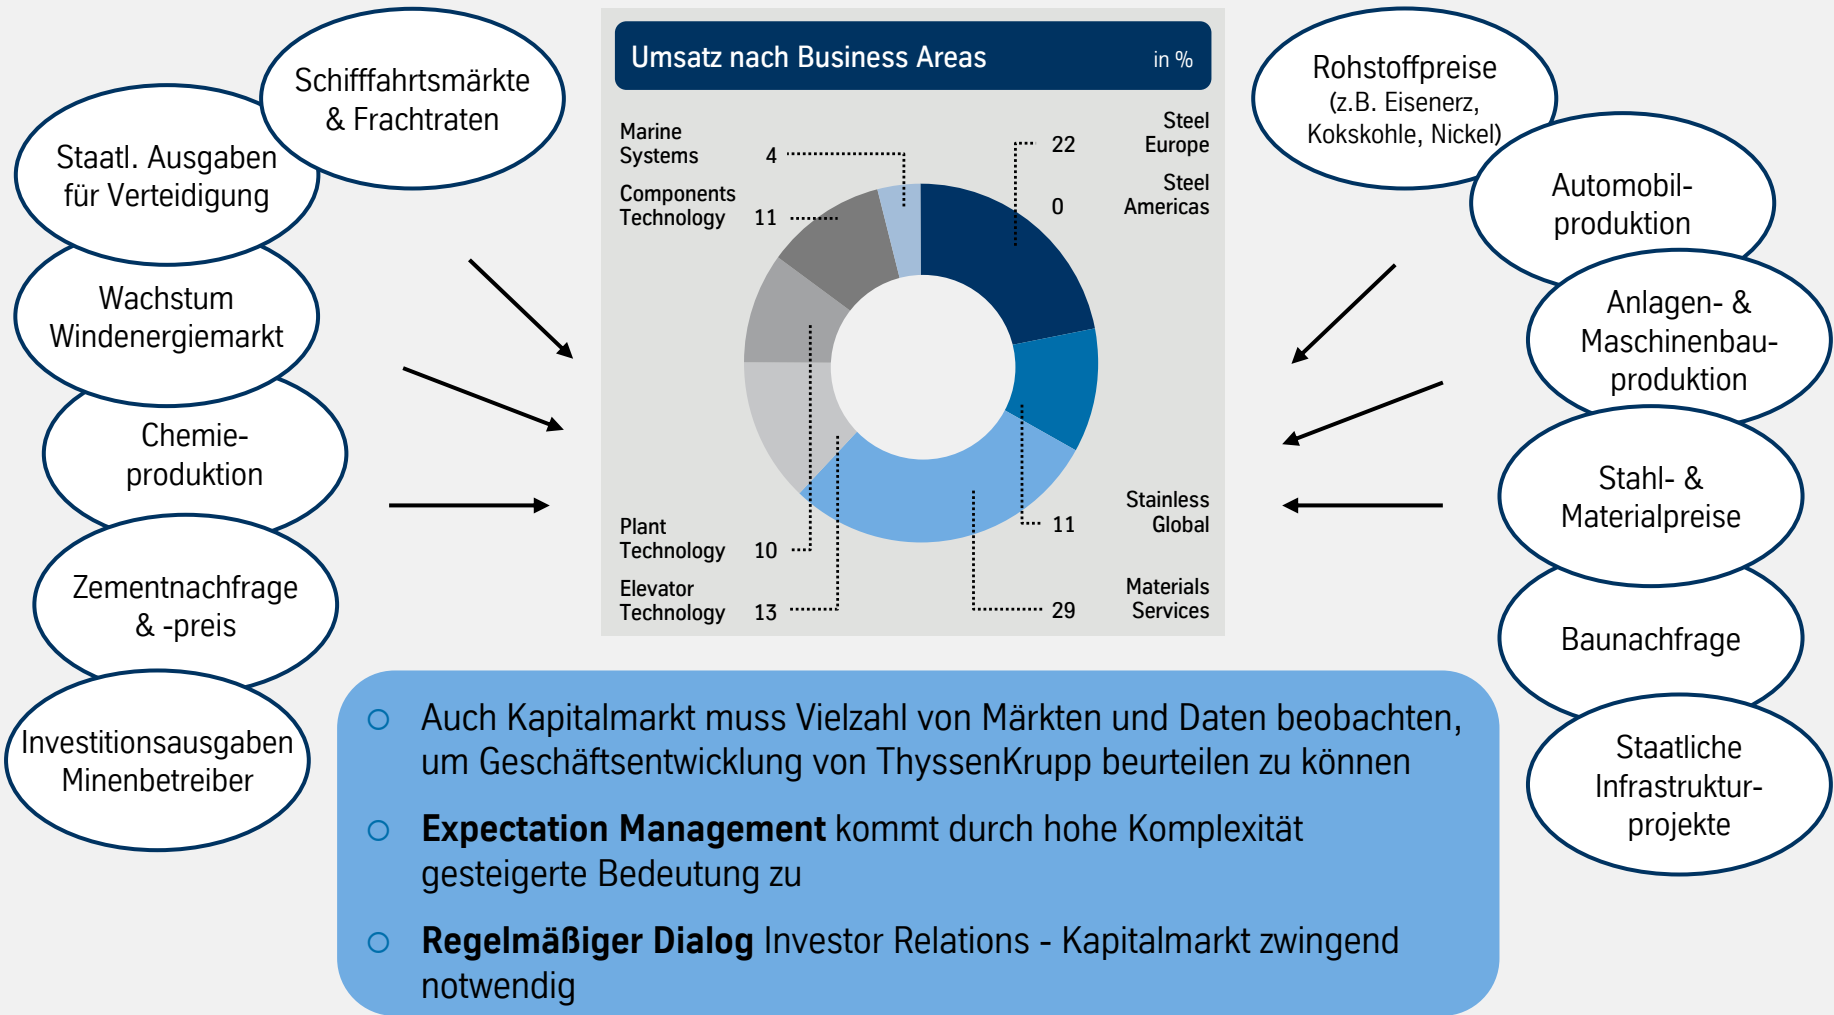 Schifffahrtsmärkte
& Frachtraten
Staatl. Ausgaben
für Verteidigung
Wachstum
Windenergiemarkt
Chemie-
produktion
Zementnachfrage
& -preis
Investitionsausgaben
Minenbetreiber
Umsatz nach Business Areas in %
Marine
Systems 4
Components
Technology 11
Plant
Technology 10
Elevator
Technology 13
Steel
22 Europe
Steel
0 Americas
Stainless
11 Global
Materials
29 Services
Rohstoffpreise
(z.B. Eisenerz,
Kokskohle, Nickel)
Automobil-
produktion
Anlagen- &
Maschinenbau-
produktion
Stahl- &
Materialpreise
Baunachfrage
Staatliche
Infrastruktur-
projekte
Auch Kapitalmarkt muss Vielzahl von Märkten und Daten beobachten,
um Geschäftsentwicklung von ThyssenKrupp beurteilen zu können
Expectation Management kommt durch hohe Komplexität
gesteigerte Bedeutung zu
Regelmäßiger Dialog Investor Relations - Kapitalmarkt zwingend
notwendig